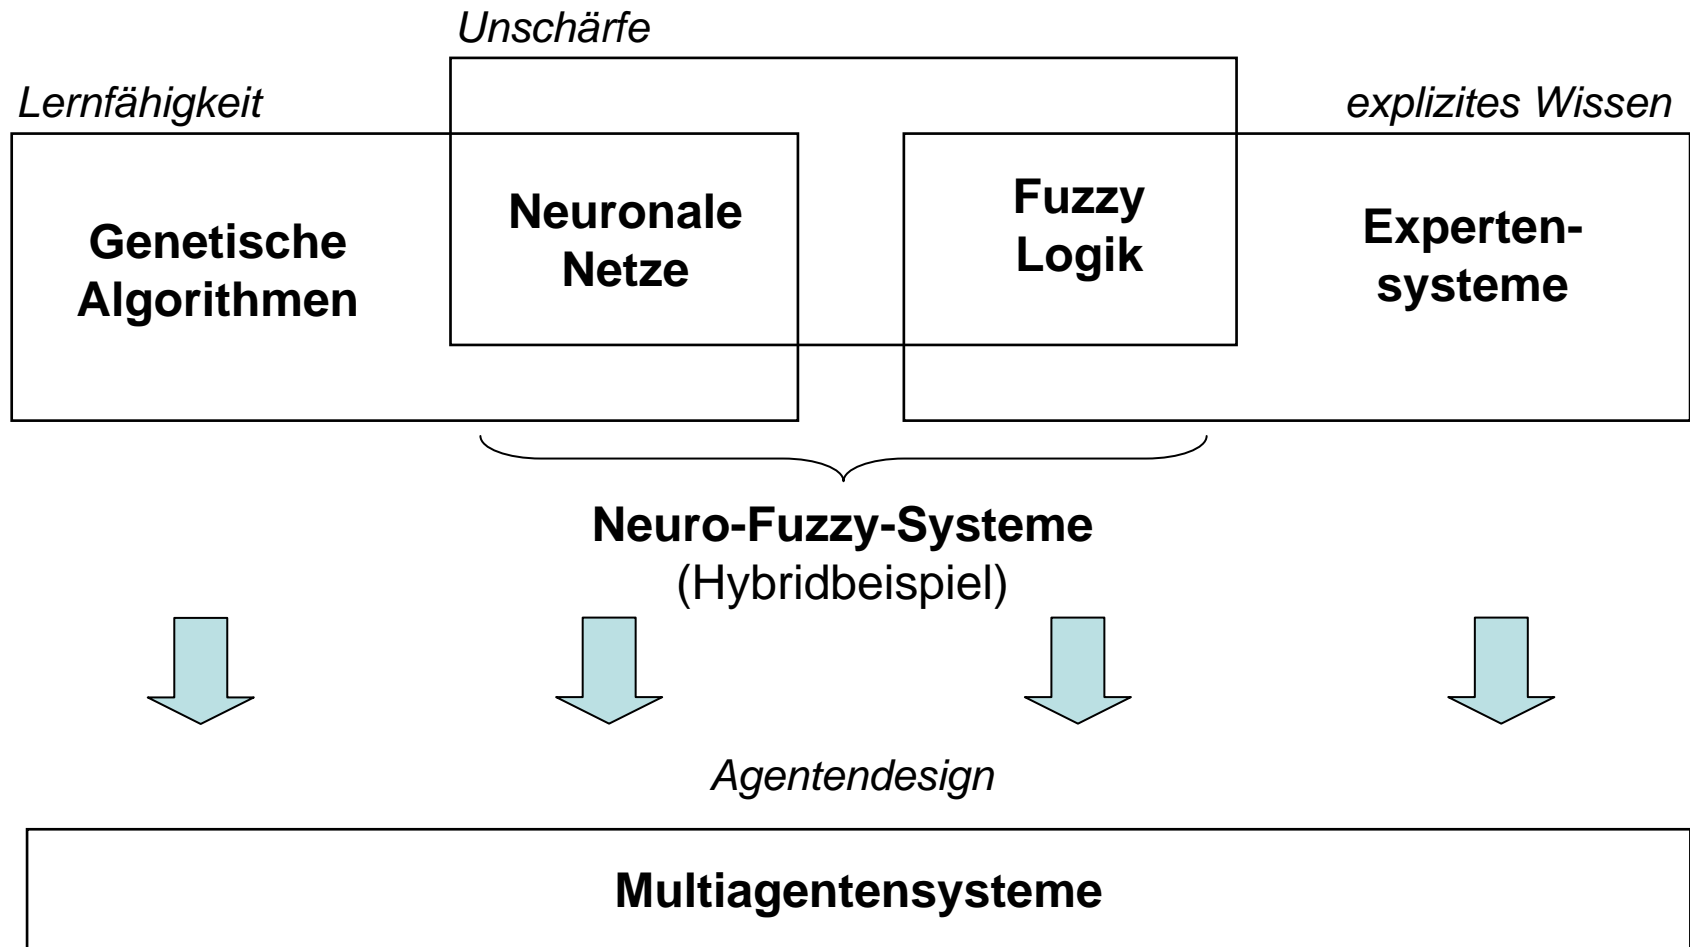 Unschärfe
Lernfähigkeit
explizites Wissen
Genetische
Algorithmen
Neuronale
Netze
Fuzzy
Logik
Experten-
systeme
Neuro-Fuzzy-Systeme
(Hybridbeispiel)
Agentendesign
Multiagentensysteme